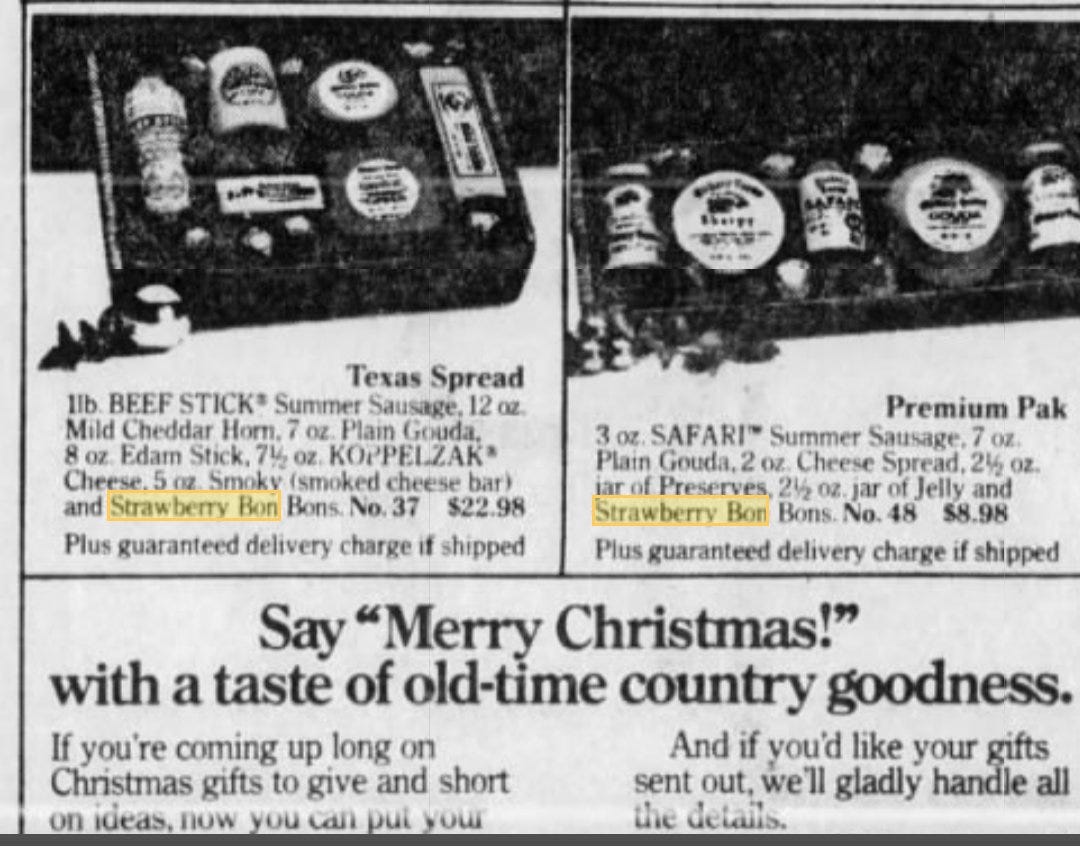 Texas Spread
1lb. BEEF STICK® Summer Sausage, 12 oz.
Mild Cheddar Horn, 7 oz. Plain Gouda,
8 oz. Edam Stick, 7½ oz. KOPPELZAK®
Cheese, 5 oz. Smoky (smoked cheese bar)
and Strawberry Bon Bons. No. 37 $22.98
Plus guaranteed delivery charge if shipped
Sharpy
SAFARI
GOUDA
Premium Pak
3 oz. SAFARI™ Summer Sausage, 7 oz.
Plain Gouda, 2 oz. Cheese Spread, 2½ oz.
jar of Preserves, 2½ oz. jar of Jelly and
Strawberry Bon Bons. No. 48 $8.98
Plus guaranteed delivery charge if shipped
Say “Merry Christmas!”
with a taste of old-time country goodness.
If you're coming up long on
Christmas gifts to give and short
on ideas, now you can put your
And if you'd like your gifts
sent out, we'll gladly handle all
the details.